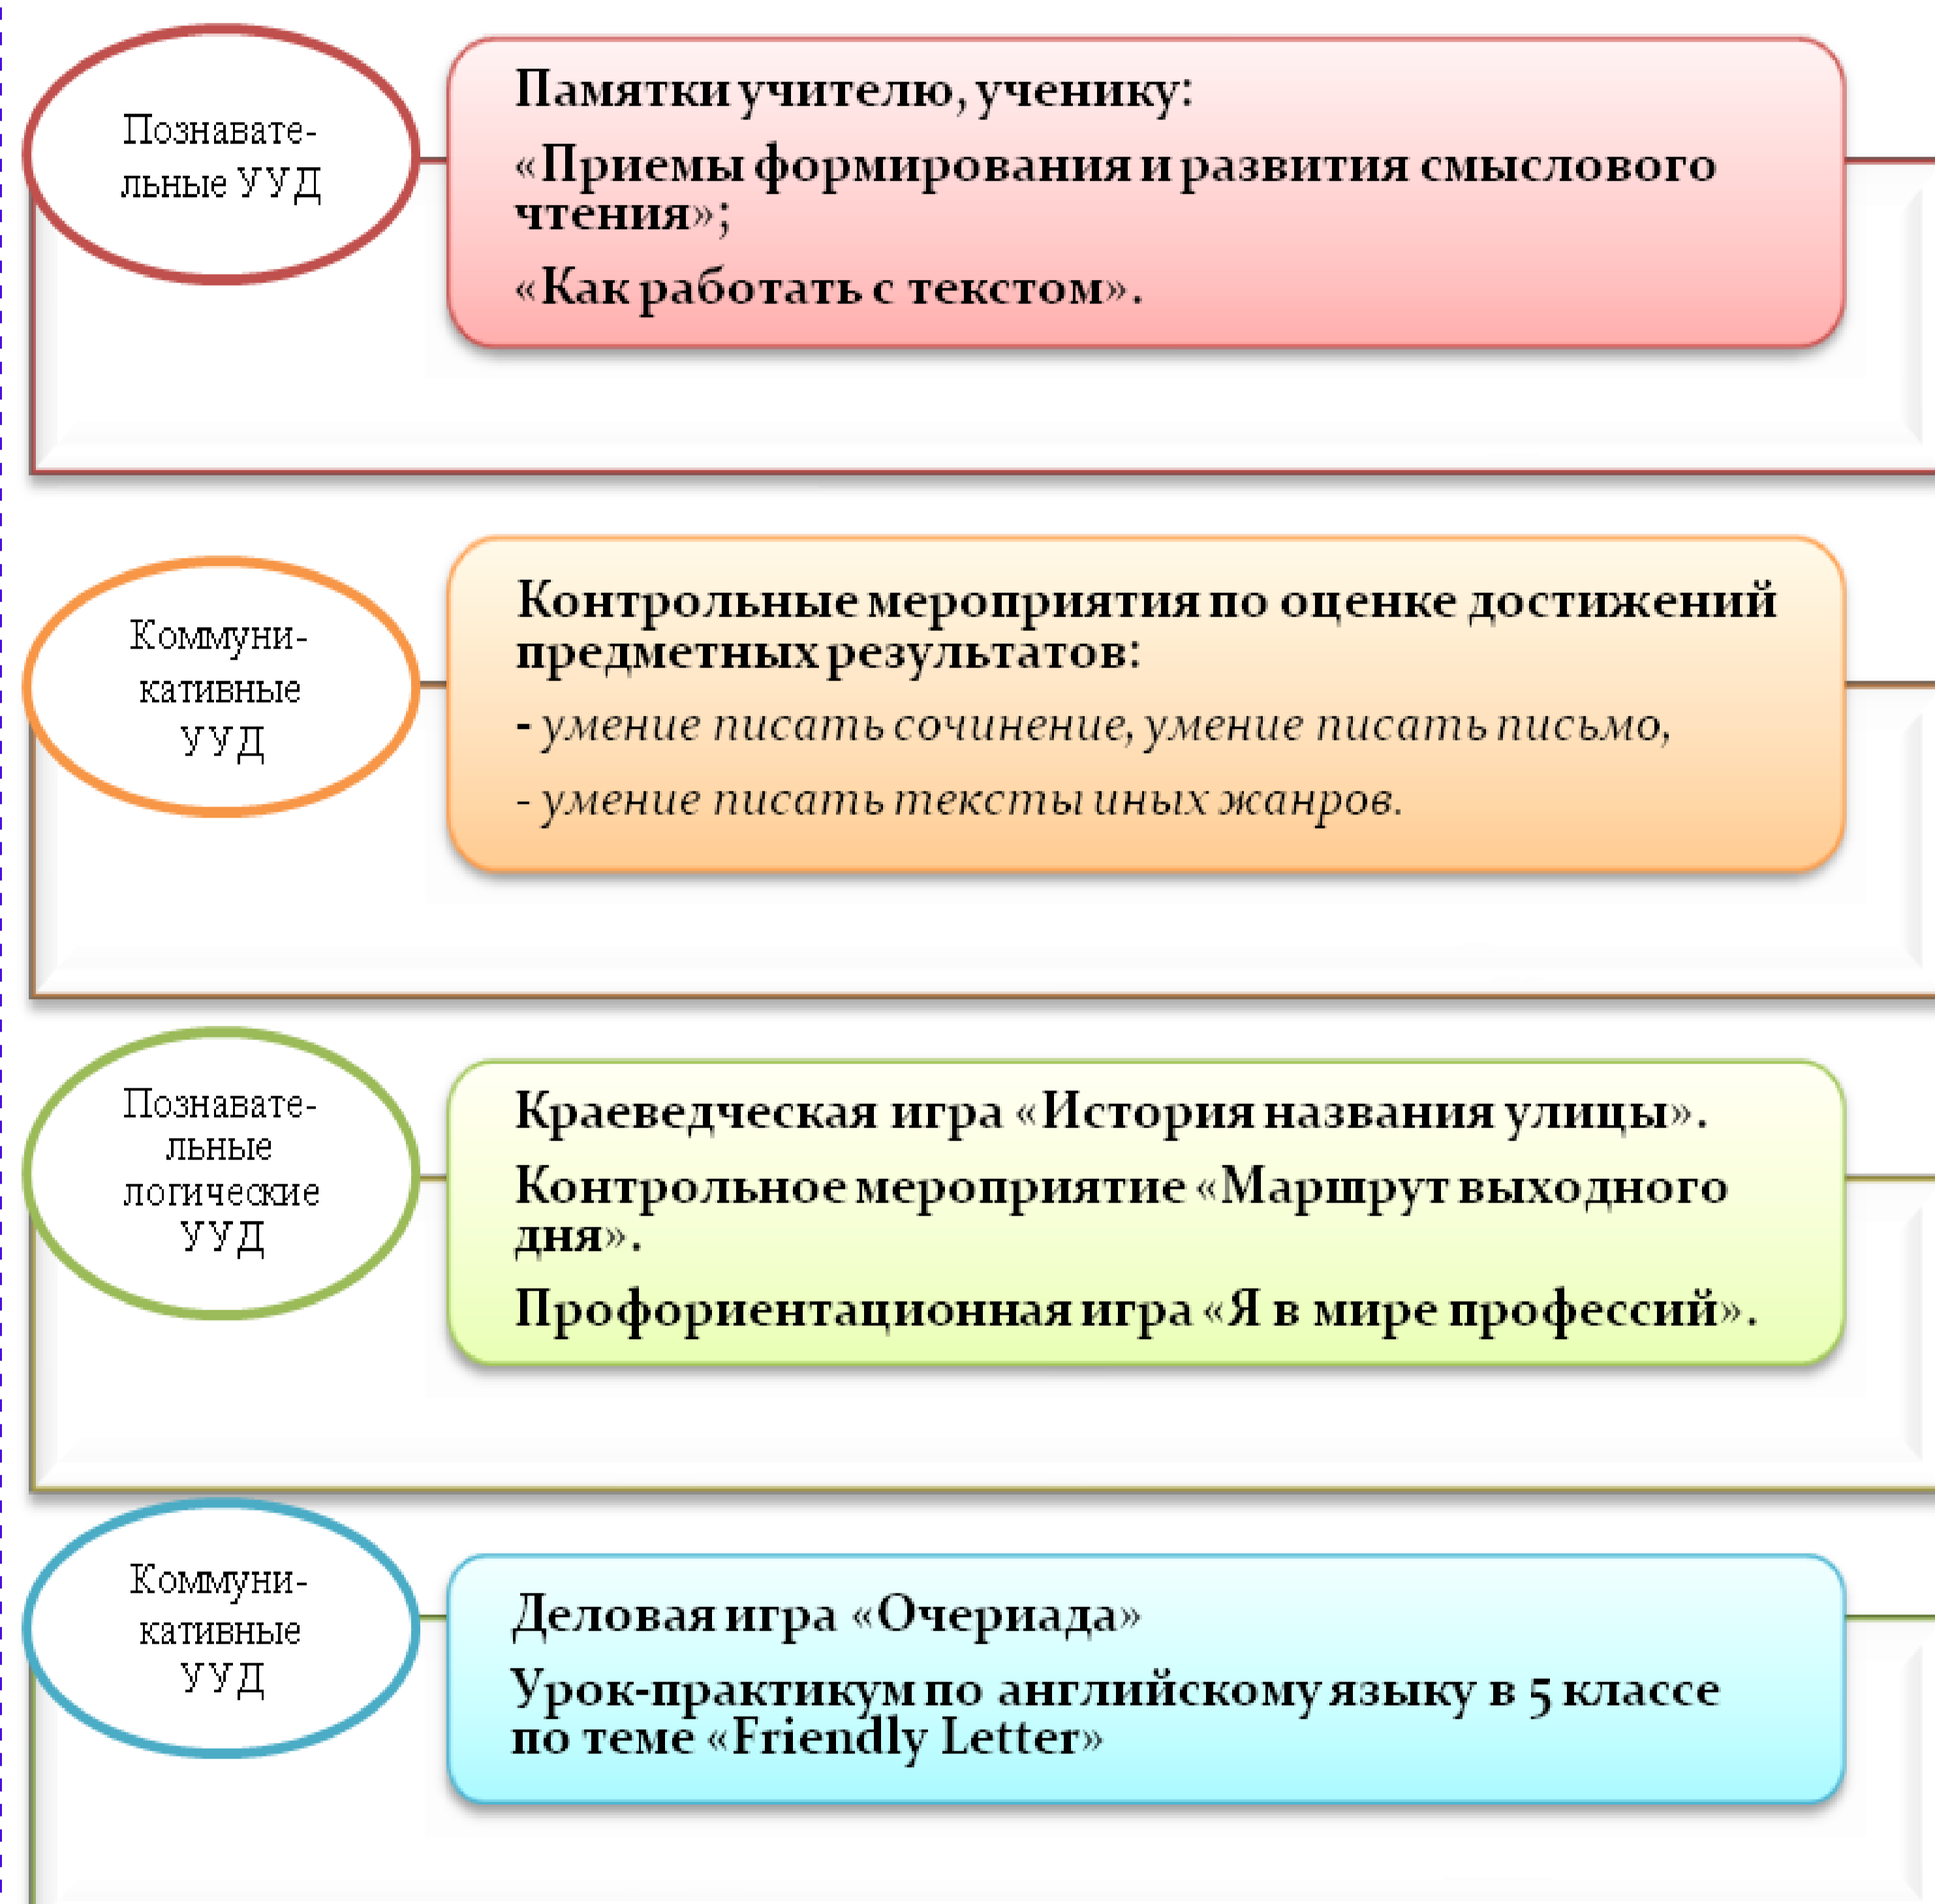 Познавате-
льные УУД
Памятки учителю, ученику:
«Приемы формирования и развития смыслового
чтения»;
«Как работать с текстом».
Коммуни-
кативные
УУД
Контрольные мероприятия по оценке достижений
предметных результатов:
- умение писать сочинение, умение писать письмо,
- умение писать тексты иных жанров.
Познавате-
льные
логические
УУД
Краеведческая игра «История названия улицы».
Контрольное мероприятие «Маршрут выходного
дня».
Профориентационная игра «Я в мире профессий».
Коммуни-
кативные
УУД
Деловая игра «Очериада»
Урок-практикум по английскому языку в 5 классе
по теме «Friendly Letter»